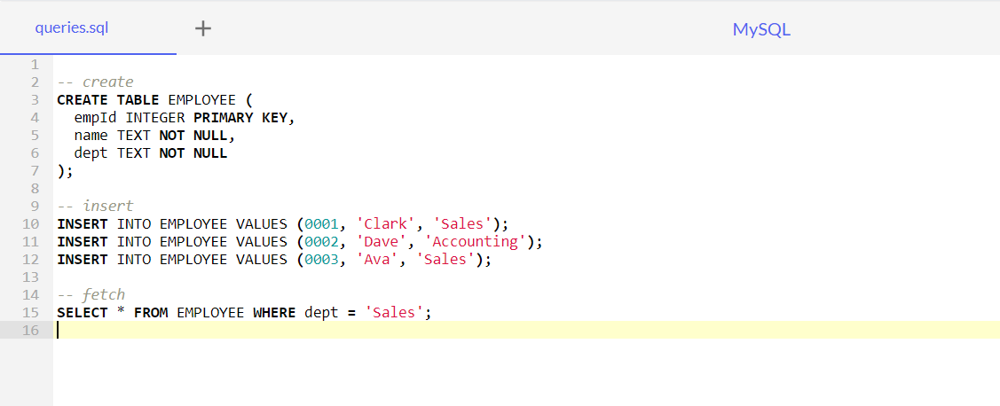 queries.sql + MySQL
1
2 -- create
3 CREATE TABLE EMPLOYEE (
4   empId INTEGER PRIMARY KEY,
5   name TEXT NOT NULL,
6   dept TEXT NOT NULL
7 );
8
9 -- insert
10 INSERT INTO EMPLOYEE VALUES (0001, 'Clark', 'Sales');
11 INSERT INTO EMPLOYEE VALUES (0002, 'Dave', 'Accounting');
12 INSERT INTO EMPLOYEE VALUES (0003, 'Ava', 'Sales');
13
14 -- fetch
15 SELECT * FROM EMPLOYEE WHERE dept = 'Sales';
16